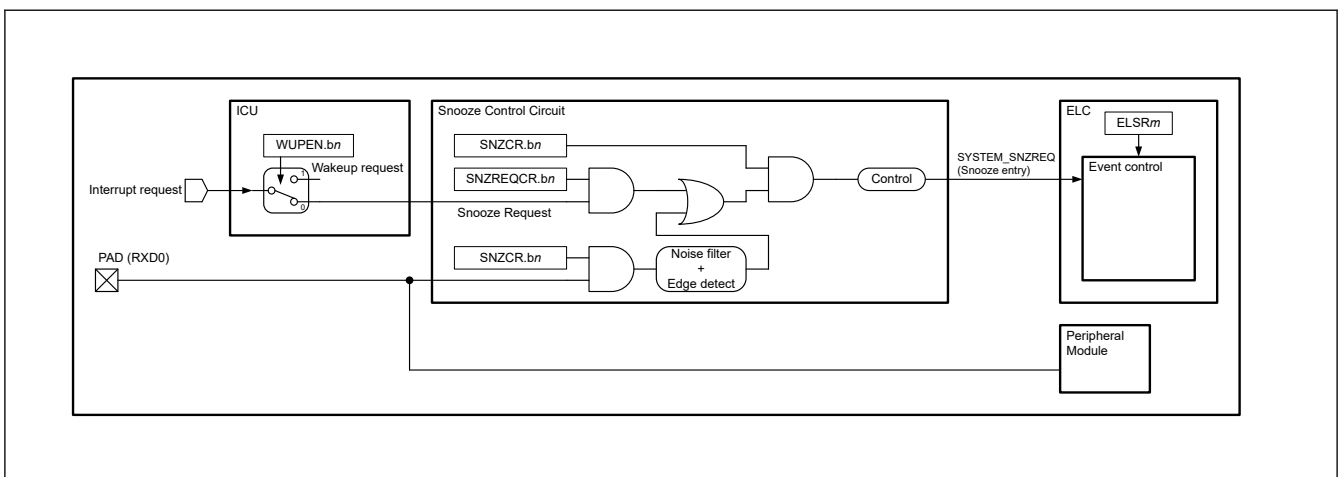 ICU
Snooze Control Circuit
ELC
ELSRm
WUPEN.bn
SNZCR.bn
1
Wakeup request
SYSTEM_SNZREQ
(Snooze entry)
Event control
SNZREQCR.bn
Control
Interrupt request
0
Snooze Request
PAD (RXD0)
SNZCR.bn
Noise filter
+
Edge detect
Peripheral
Module